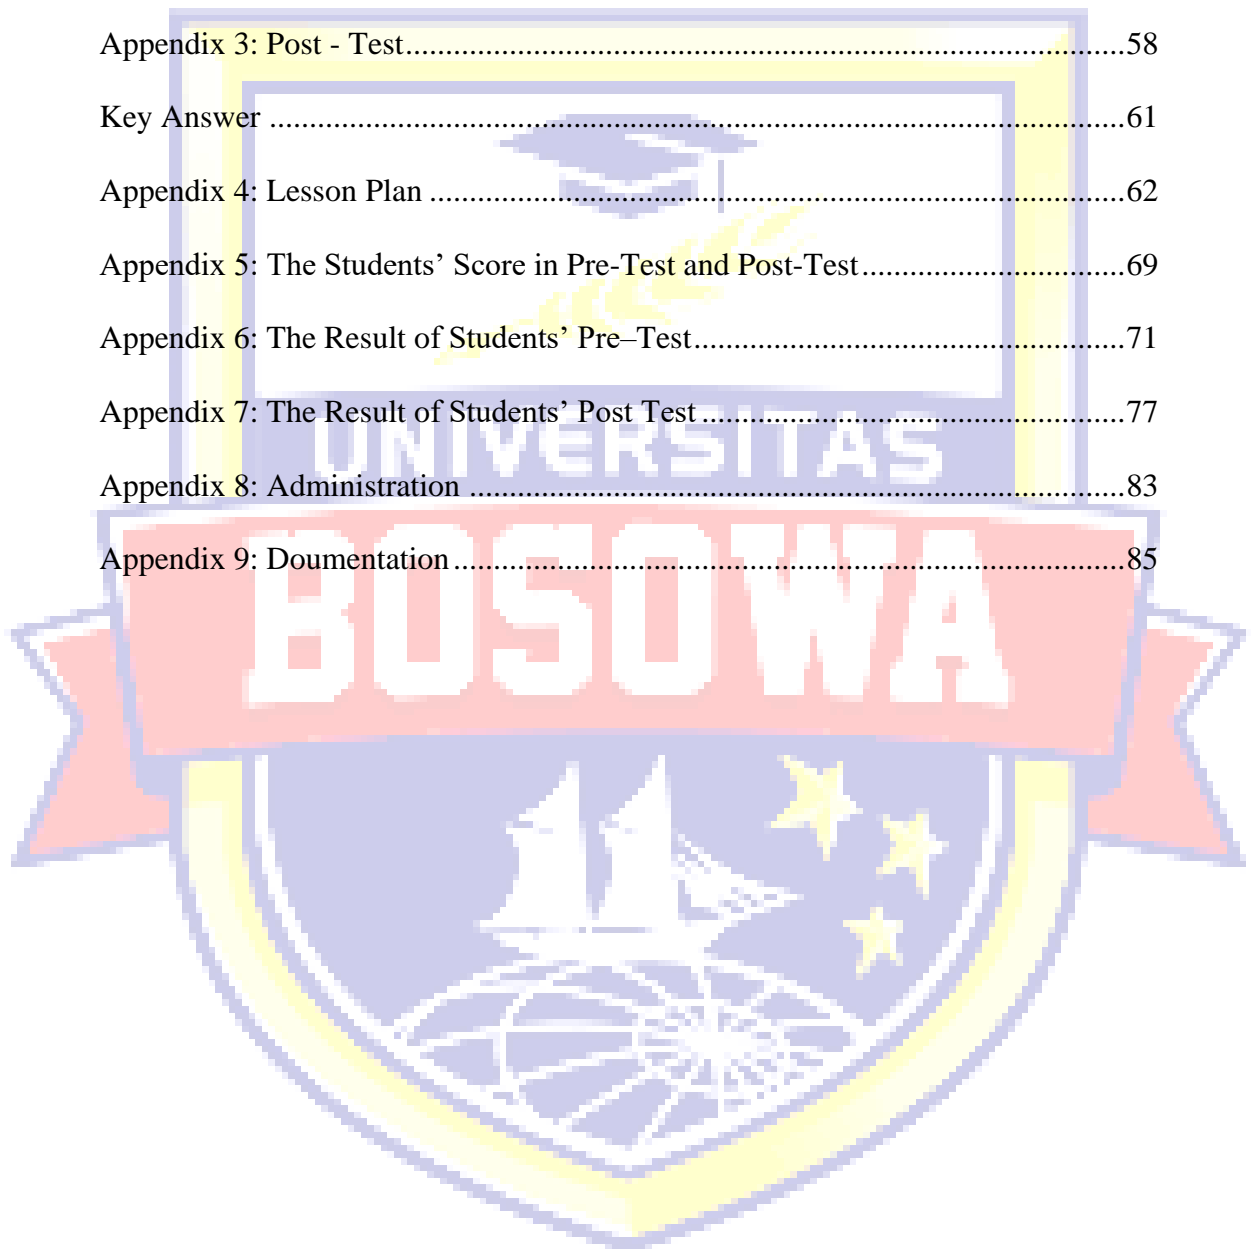 Appendix 3: Post - Test.....................................................................................58
Key Answer .....................................................................................................61
Appendix 4: Lesson Plan ..................................................................................62
Appendix 5: The Students’ Score in Pre-Test and Post-Test...............................69
Appendix 6: The Result of Students’ Pre–Test...................................................71
Appendix 7: The Result of Students’ Post Test..................................................77
UNIVERSITAS
Appendix 8: Administration .............................................................................83
Appendix 9: Doumentation...............................................................................85
BOSOWA